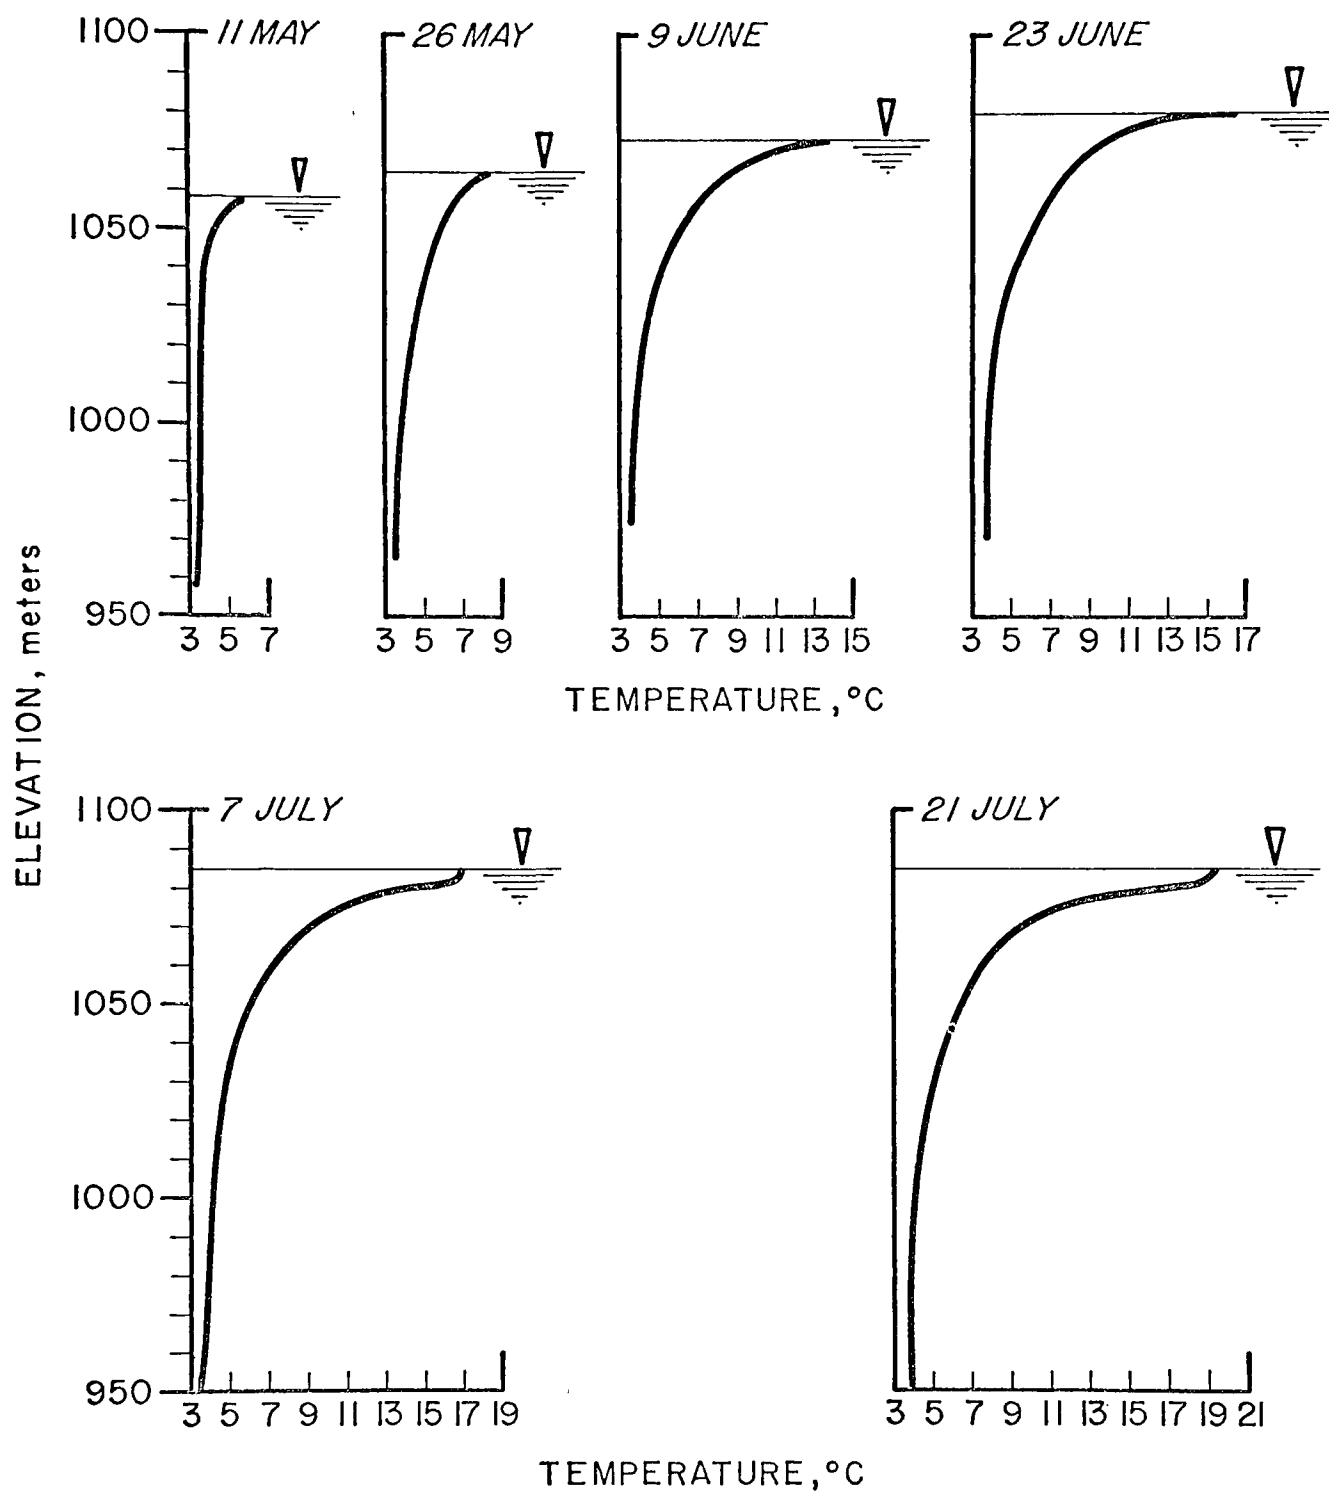 1100 11 MAY 26 MAY 9 JUNE 23 JUNE
1050
1000
950
3 5 7 3 5 7 9 3 5 7 9 11 13 15 3 5 7 9 11 13 15 17
TEMPERATURE, °C
ELEVATION, meters
1100 7 JULY 21 JULY
1050
1000
950
3 5 7 9 11 13 15 17 19 3 5 7 9 11 13 15 17 19 21
TEMPERATURE, °C